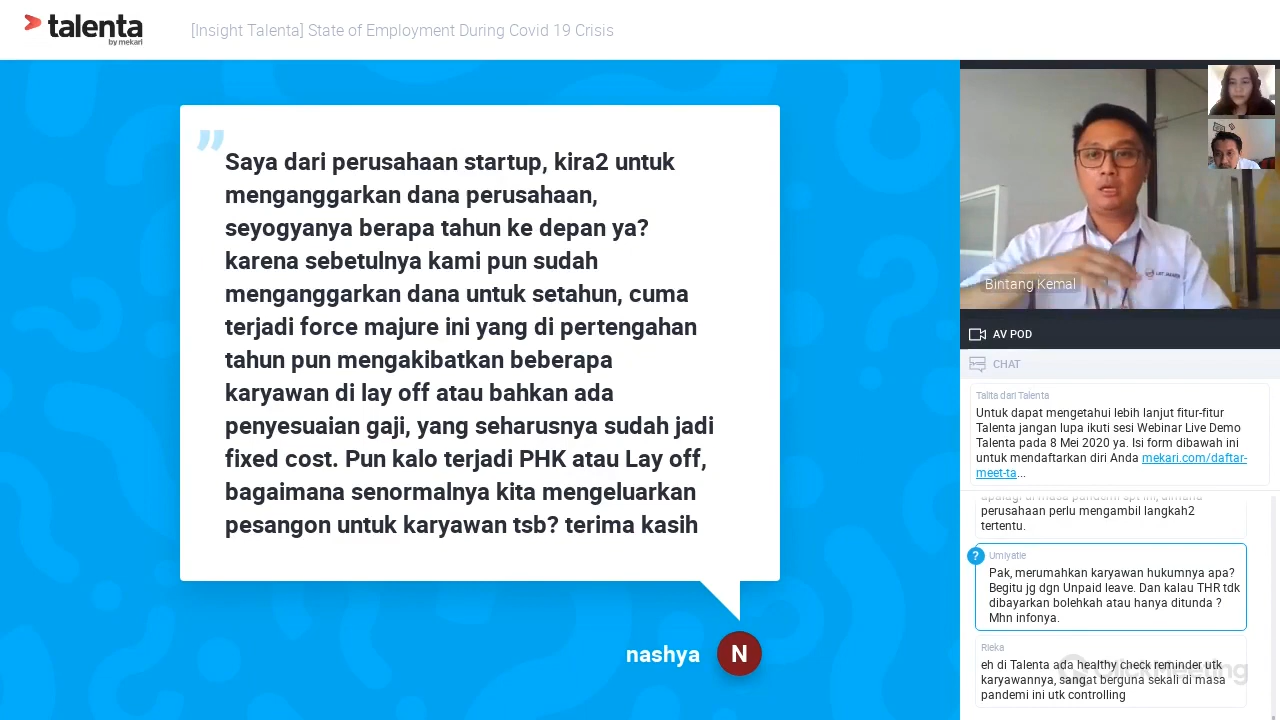 talenta
by mekari
[Insight Talenta] State of Employment During Covid 19 Crisis
”
Saya dari perusahaan startup, kira2 untuk
menganggarkan dana perusahaan,
seyogyanya berapa tahun ke depan ya?
karena sebetulnya kami pun sudah
menganggarkan dana untuk setahun, cuma
terjadi force majure ini yang di pertengahan
tahun pun mengakibatkan beberapa
karyawan di lay off atau bahkan ada
penyesuaian gaji, yang seharusnya sudah jadi
fixed cost. Pun kalo terjadi PHK atau Lay off,
bagaimana senormalnya kita mengeluarkan
pesangon untuk karyawan tsb? terima kasih
nashya
N
Bintang Kemal
AV POD
CHAT
Talita dari Talenta
Untuk dapat mengetahui lebih lanjut fitur-fitur
Talenta jangan lupa ikuti sesi Webinar Live Demo
Talenta pada 8 Mei 2020 ya. Isi form dibawah ini
untuk mendaftarkan diri Anda mekari.com/daftar-
meet-ta...
apalagi di masa pandemi spt ini, dimana
perusahaan perlu mengambil langkah2
tertentu.
?
Umiyatie
Pak, merumahkan karyawan hukumnya apa?
Begitu jg dgn Unpaid leave. Dan kalau THR tdk
dibayarkan bolehkah atau hanya ditunda ?
Mhn infonya.
Rieka
eh di Talenta ada healthy check reminder utk
karyawannya, sangat berguna sekali di masa
pandemi ini utk controlling
ClickMeeting